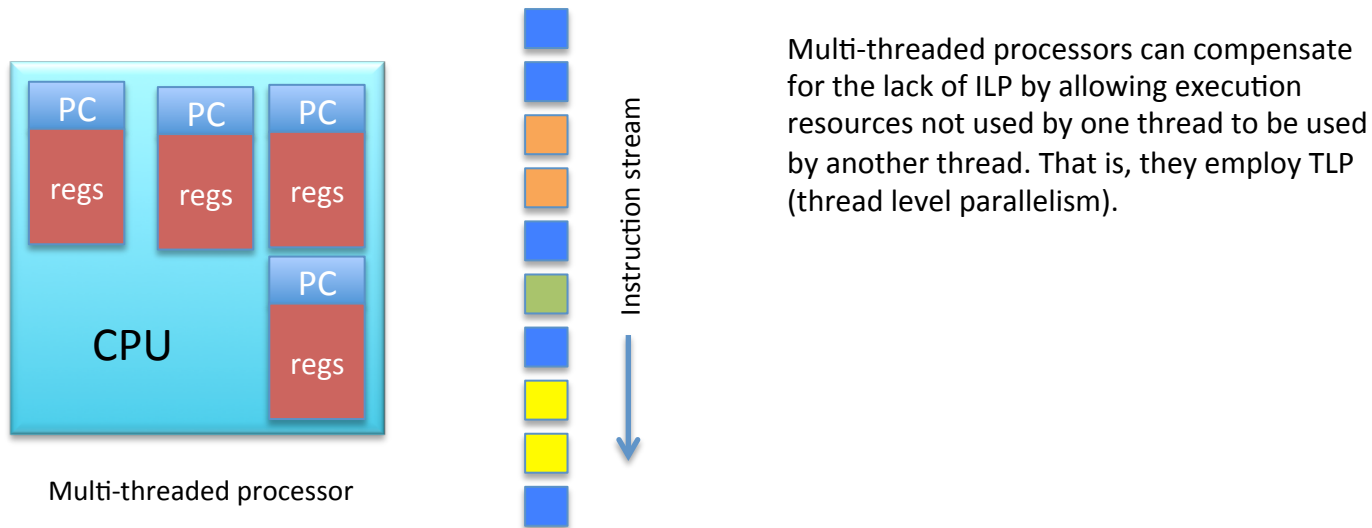 PC
regs
PC
regs
PC
regs
PC
regs
CPU
Multi-threaded processor
Instruction stream
Multi-threaded processors can compensate
for the lack of ILP by allowing execution
resources not used by one thread to be used
by another thread. That is, they employ TLP
(thread level parallelism).